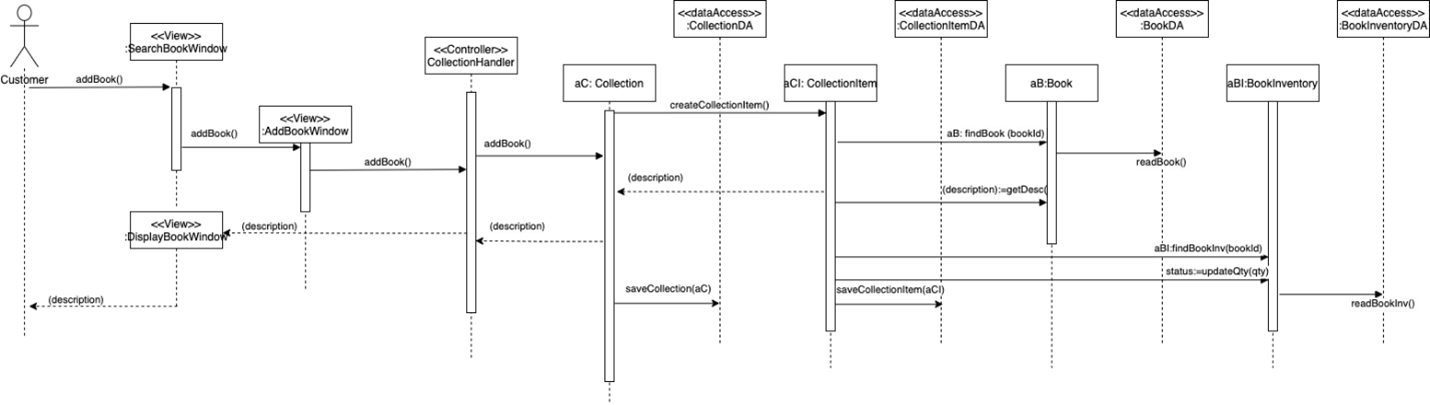 <<dataAccess>>
:CollectionDA
<<dataAccess>>
:CollectionItemDA
<<dataAccess>>
:BookDA
<<dataAccess>>
:BookInventoryDA
<<View>>
:SearchBookWindow
<<Controller>>
CollectionHandler
Customer
addBook()
aC: Collection
aCI: CollectionItem
aB:Book
aBI:BookInventory
createCollectionItem()
<<View>>
:AddBookWindow
addBook()
aB: findBook (bookId)
addBook()
addBook()
readBook()
(description)
(description):=getDesc(
<<View>>
:DisplayBookWindow
(description)
(description)
aBI:findBookInv(bookId)
status:=updateQty(qty)
saveCollection(aC)
saveCollectionItem(aCI)
(description)
readBookInv()